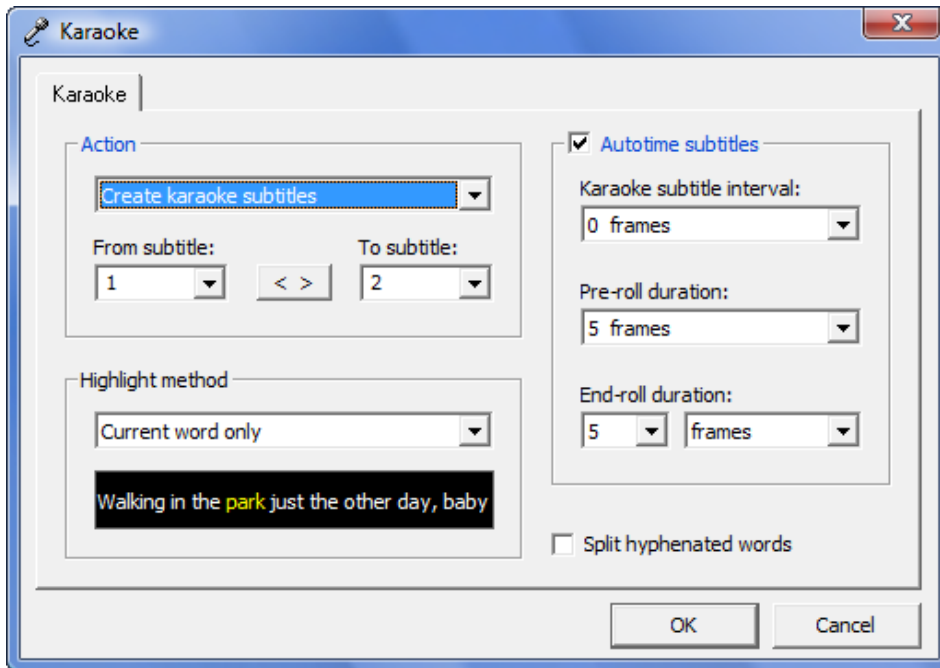 Karaoke
Karaoke
Action
Create karaoke subtitles
From subtitle:
To subtitle:
1
< >
2
Highlight method
Current word only
Walking in the park just the other day, baby
Autotime subtitles
Karaoke subtitle interval:
0 frames
Pre-roll duration:
5 frames
End-roll duration:
5
frames
Split hyphenated words
OK
Cancel